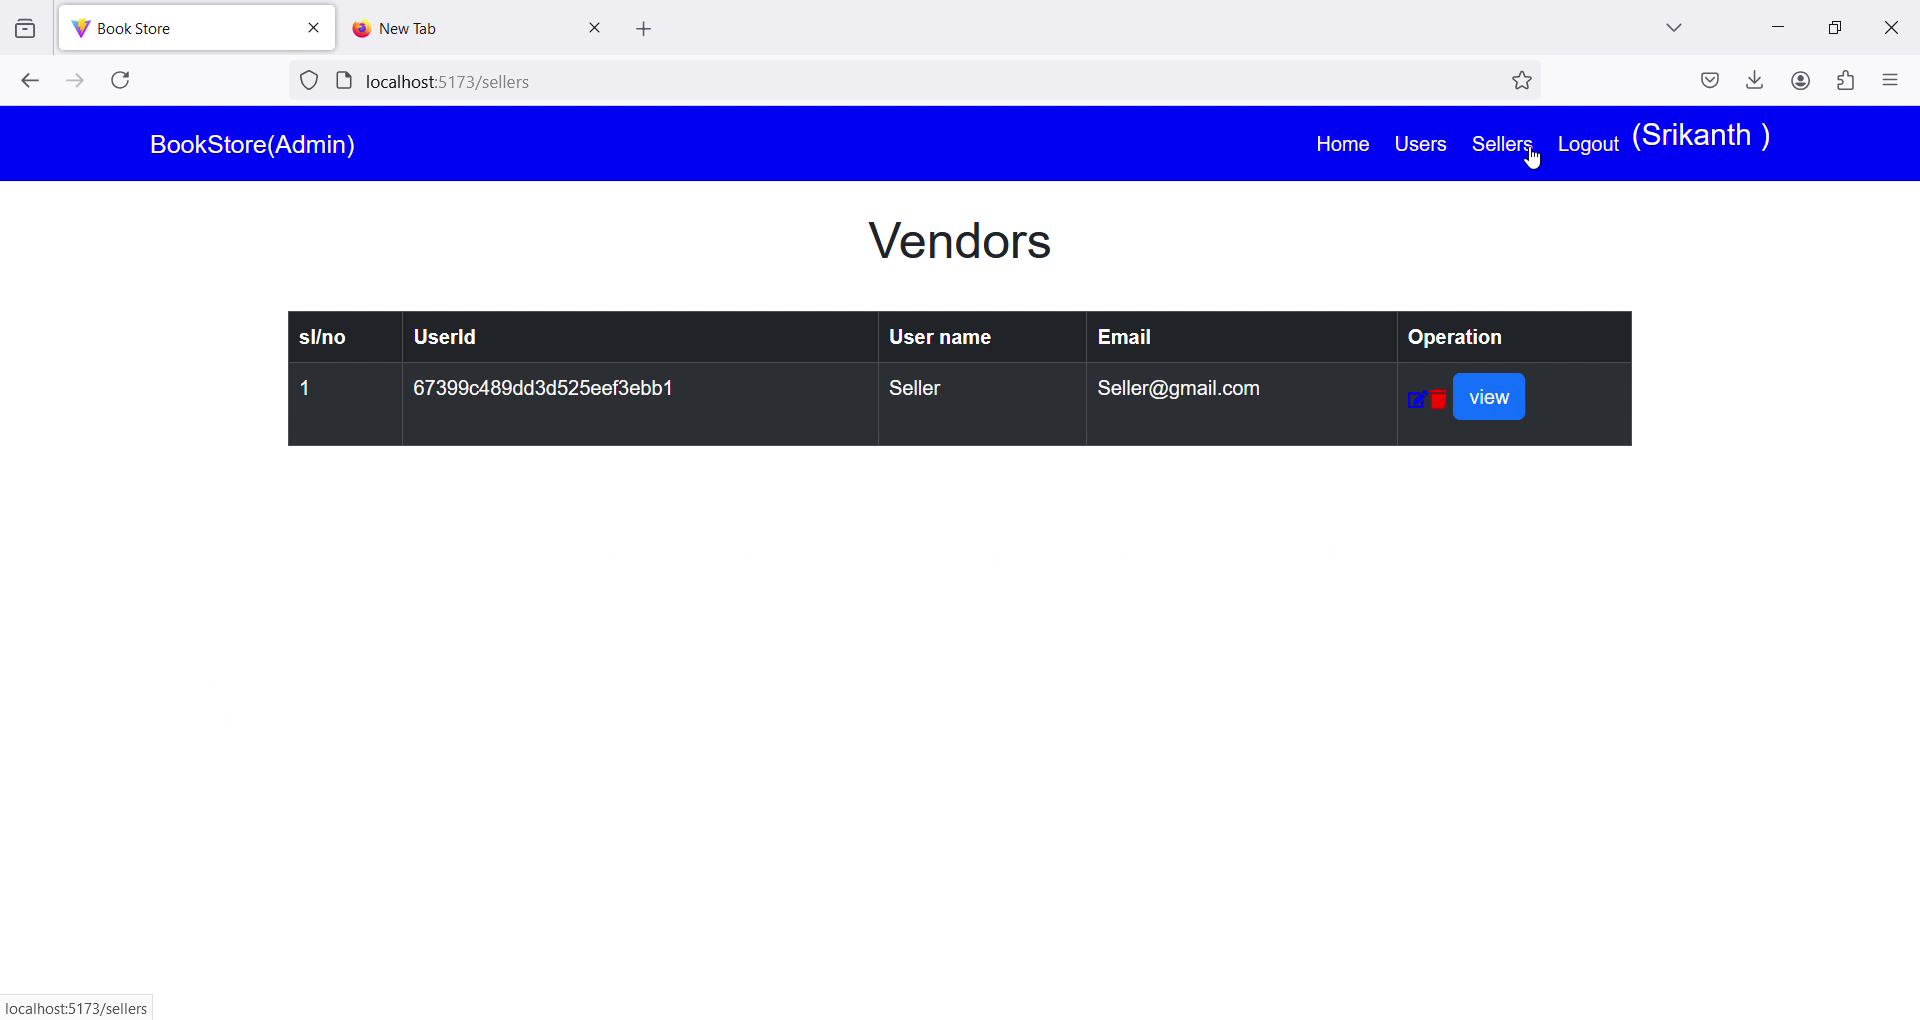 Book Store
New Tab
localhost:5173/sellers
BookStore(Admin)
Home Users Sellers Logout (Srikanth )
Vendors
sl/no UserId User name Email Operation
1 67399c489dd3d525eef3ebb1 Seller Seller@gmail.com view
localhost:5173/sellers